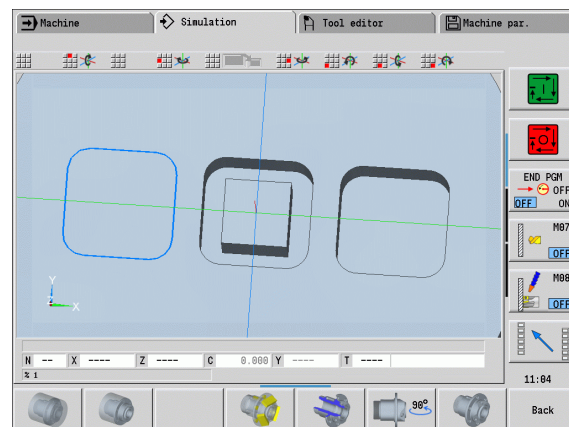 Machine
Simulation
Tool editor
Machine par.
END PGM
OFF
OFF ON
M07
OFF
M08
OFF
Y
Z X
N -- X ---- Z ---- C 0.000 Y ---- T ----
% 1
11:04
90°
Back